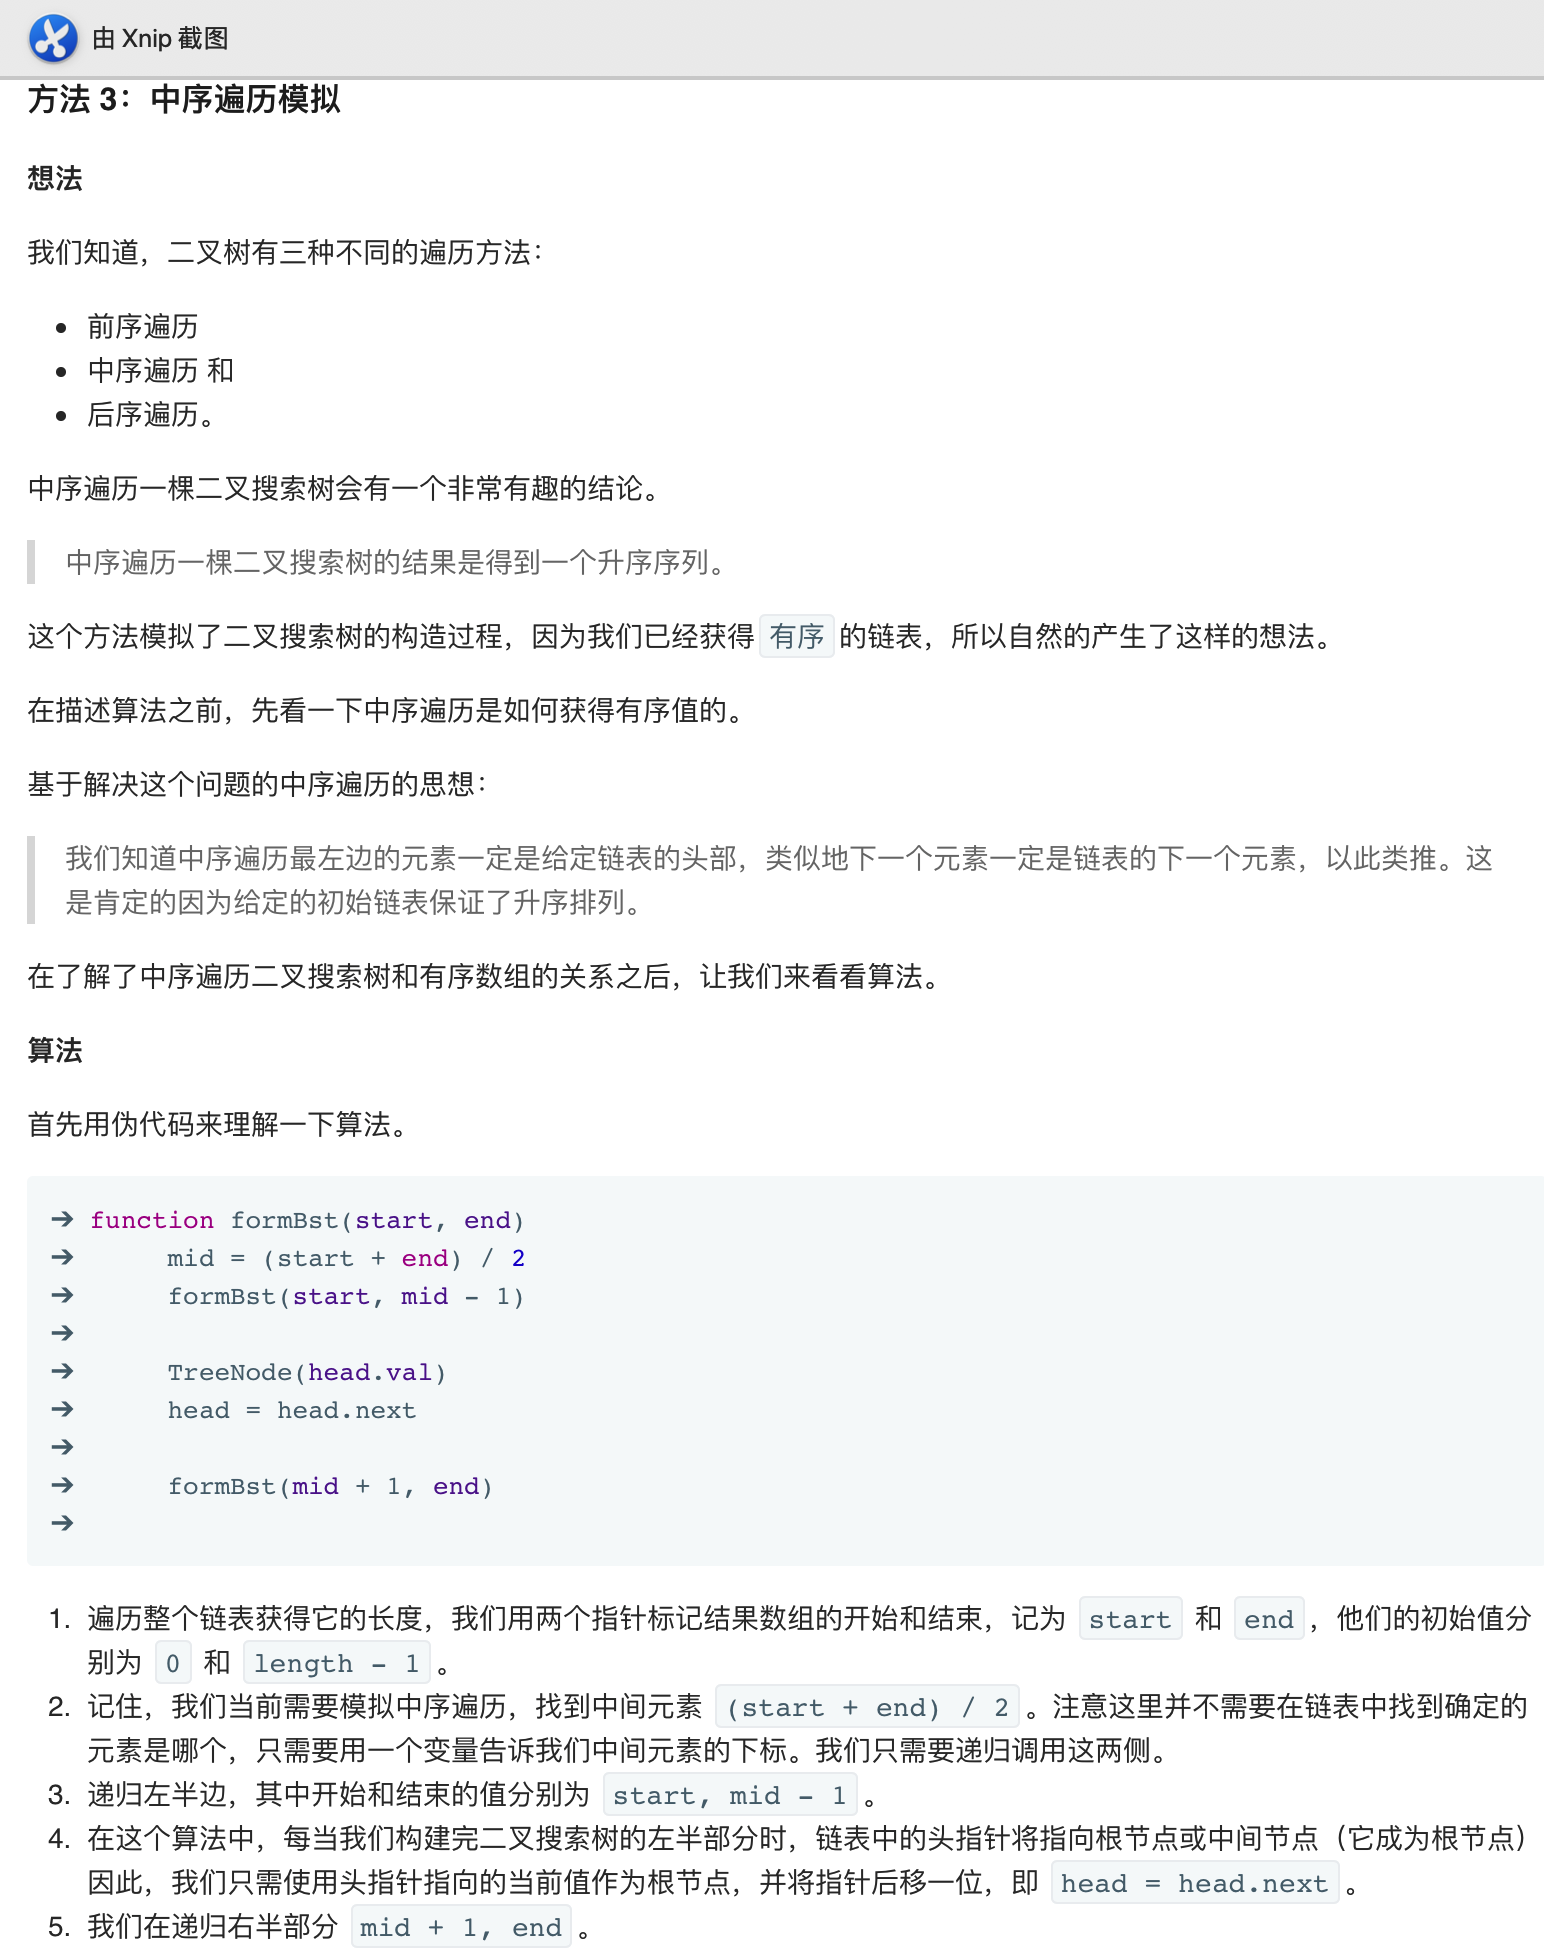 由 Xnip 截图
方法 3：中序遍历模拟
想法
我们知道，二叉树有三种不同的遍历方法：
• 前序遍历
• 中序遍历 和
• 后序遍历。
中序遍历一棵二叉搜索树会有一个非常有趣的结论。
中序遍历一棵二叉搜索树的结果是得到一个升序序列。
这个方法模拟了二叉搜索树的构造过程，因为我们已经获得 有序 的链表，所以自然的产生了这样的想法。
在描述算法之前，先看一下中序遍历是如何获得有序值的。
基于解决这个问题的中序遍历的思想：
我们知道中序遍历最左边的元素一定是给定链表的头部，类似地下一个元素一定是链表的下一个元素，以此类推。这
是肯定的因为给定的初始链表保证了升序排列。
在了解了中序遍历二叉搜索树和有序数组的关系之后，让我们来看看算法。
算法
首先用伪代码来理解一下算法。
➔ function formBst(start, end)
➔ mid = (start + end) / 2
➔ formBst(start, mid - 1)
➔
➔ TreeNode(head.val)
➔ head = head.next
➔
➔ formBst(mid + 1, end)
➔
1. 遍历整个链表获得它的长度，我们用两个指针标记结果数组的开始和结束，记为 start 和 end ，他们的初始值分
别为 0 和 length - 1 。
2. 记住，我们当前需要模拟中序遍历，找到中间元素 (start + end) / 2 。注意这里并不需要在链表中找到确定的
元素是哪个，只需要用一个变量告诉我们中间元素的下标。我们只需要递归调用这两侧。
3. 递归左半边，其中开始和结束的值分别为 start, mid - 1 。
4. 在这个算法中，每当我们构建完二叉搜索树的左半部分时，链表中的头指针将指向根节点或中间节点（它成为根节点）
因此，我们只需使用头指针指向的当前值作为根节点，并将指针后移一位，即 head = head.next 。
5. 我们在递归右半部分 mid + 1, end 。